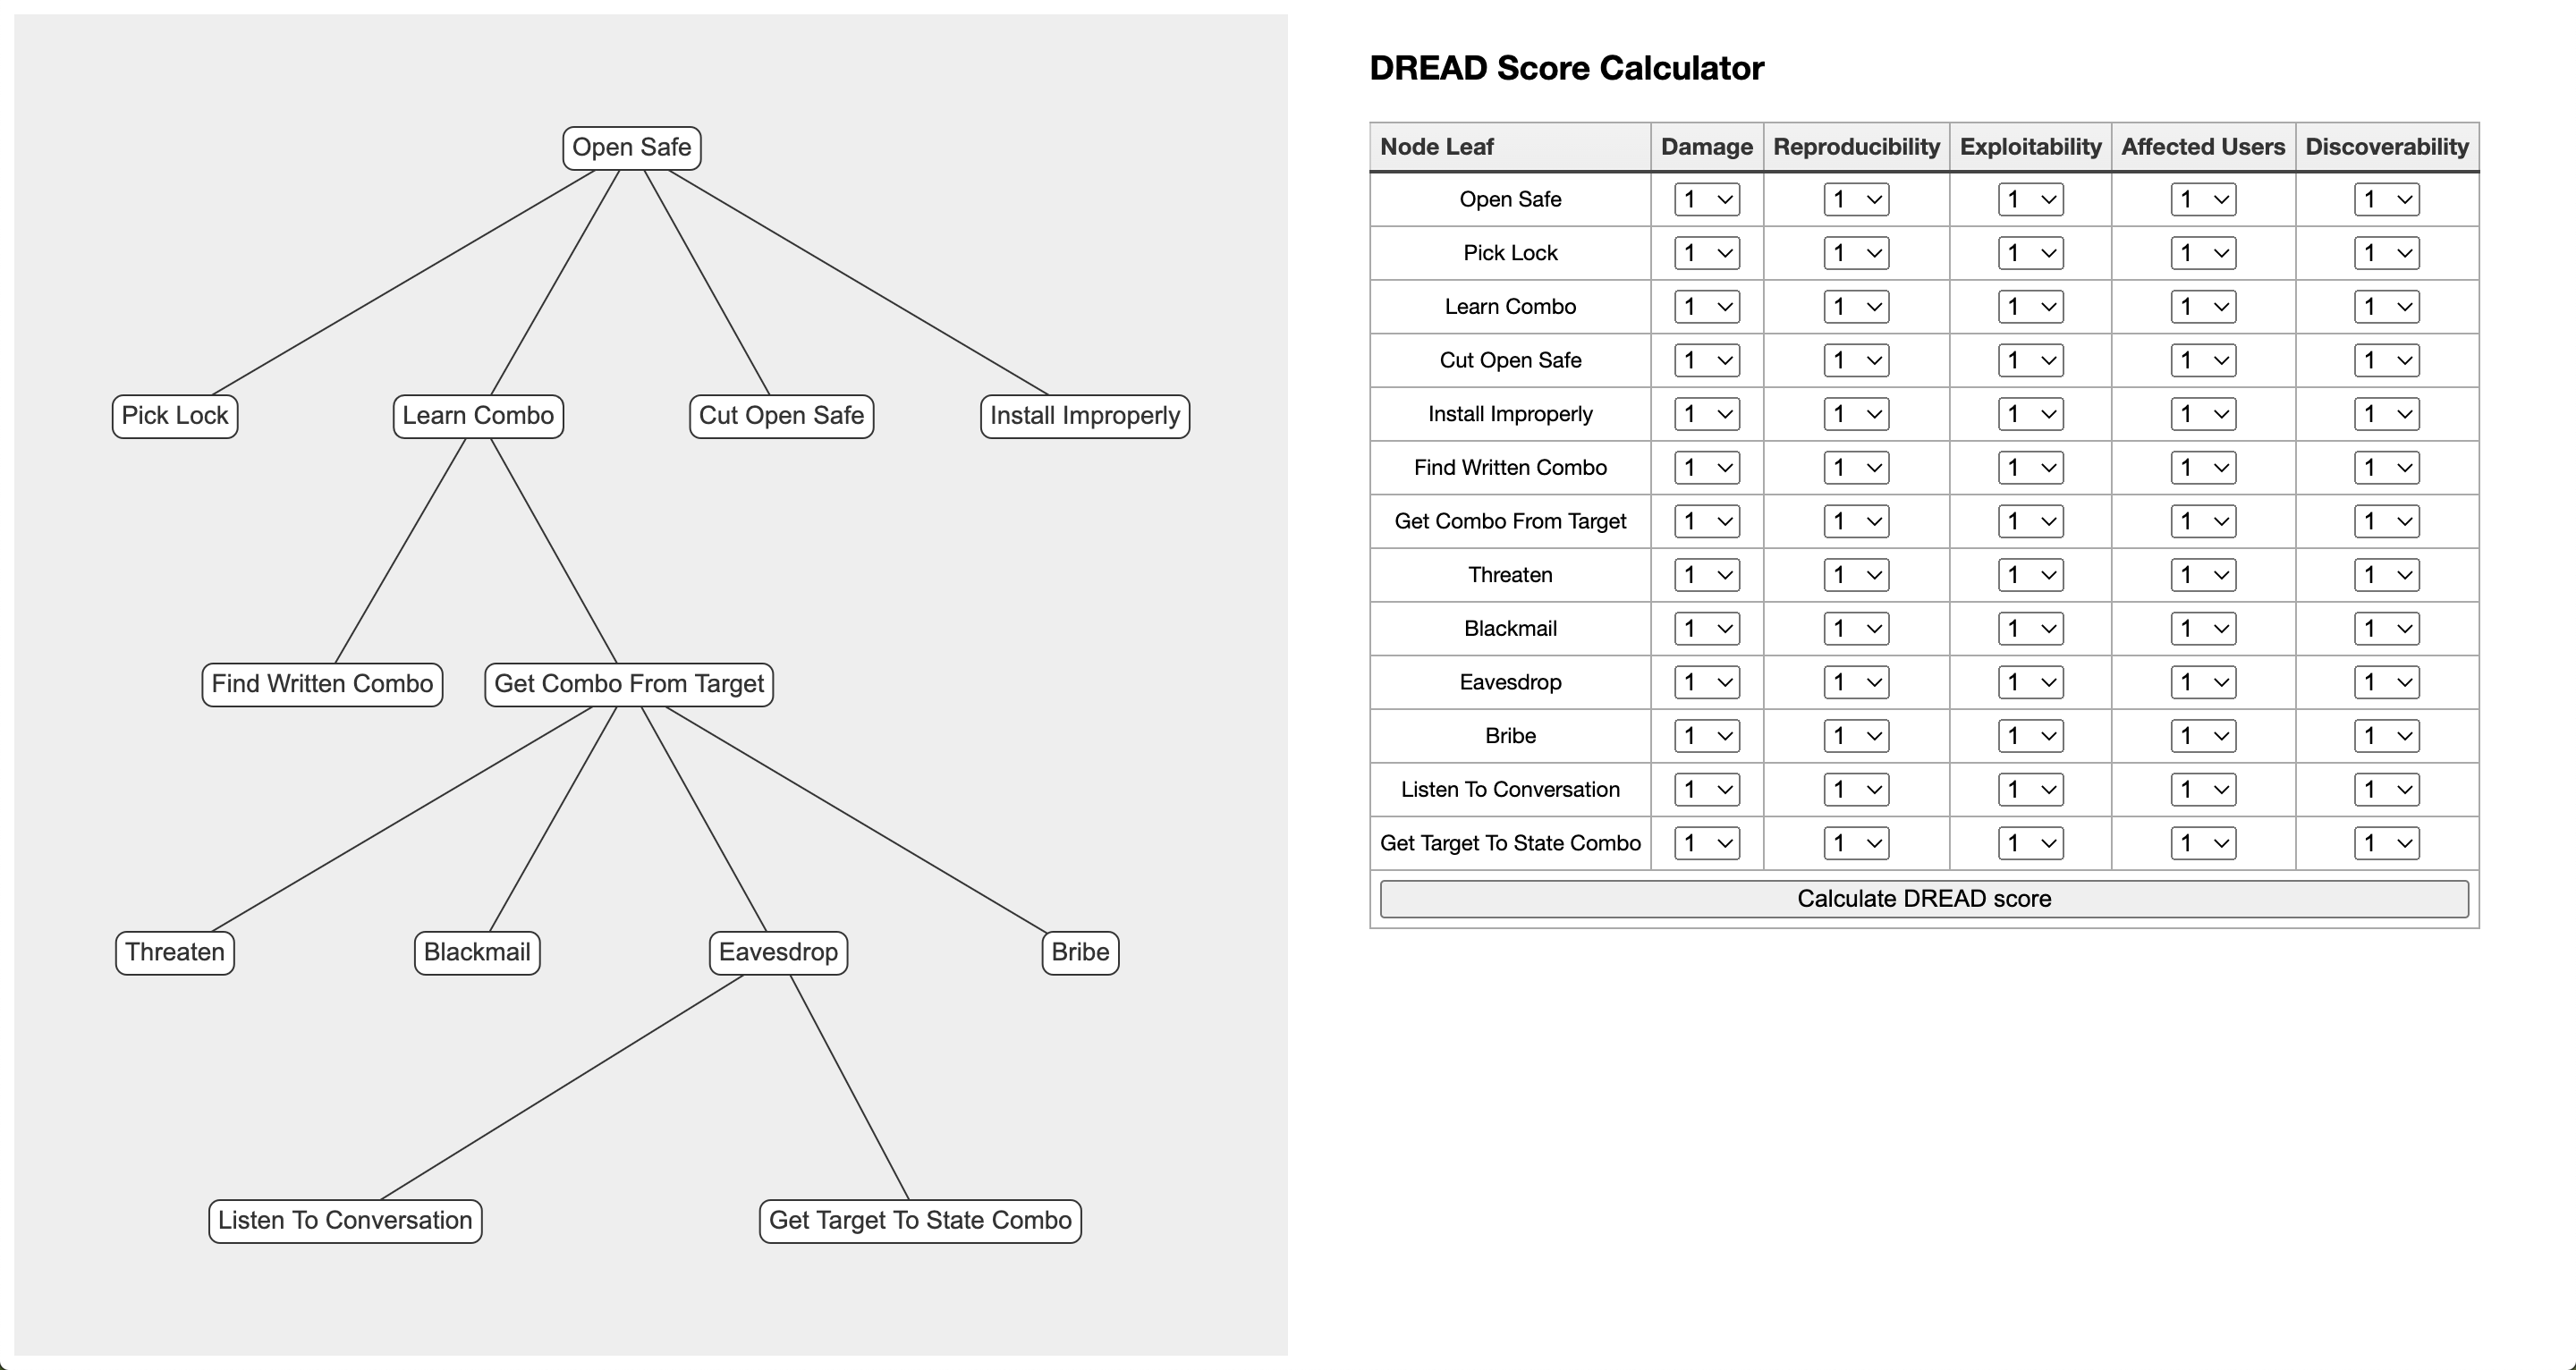 Open Safe
Pick Lock
Learn Combo
Cut Open Safe
Install Improperly
Find Written Combo
Get Combo From Target
Threaten
Blackmail
Eavesdrop
Bribe
Listen To Conversation
Get Target To State Combo
DREAD Score Calculator
Node Leaf Damage Reproducibility Exploitability Affected Users Discoverability
Open Safe 1 1 1 1 1
Pick Lock 1 1 1 1 1
Learn Combo 1 1 1 1 1
Cut Open Safe 1 1 1 1 1
Install Improperly 1 1 1 1 1
Find Written Combo 1 1 1 1 1
Get Combo From Target 1 1 1 1 1
Threaten 1 1 1 1 1
Blackmail 1 1 1 1 1
Eavesdrop 1 1 1 1 1
Bribe 1 1 1 1 1
Listen To Conversation 1 1 1 1 1
Get Target To State Combo 1 1 1 1 1
Calculate DREAD score